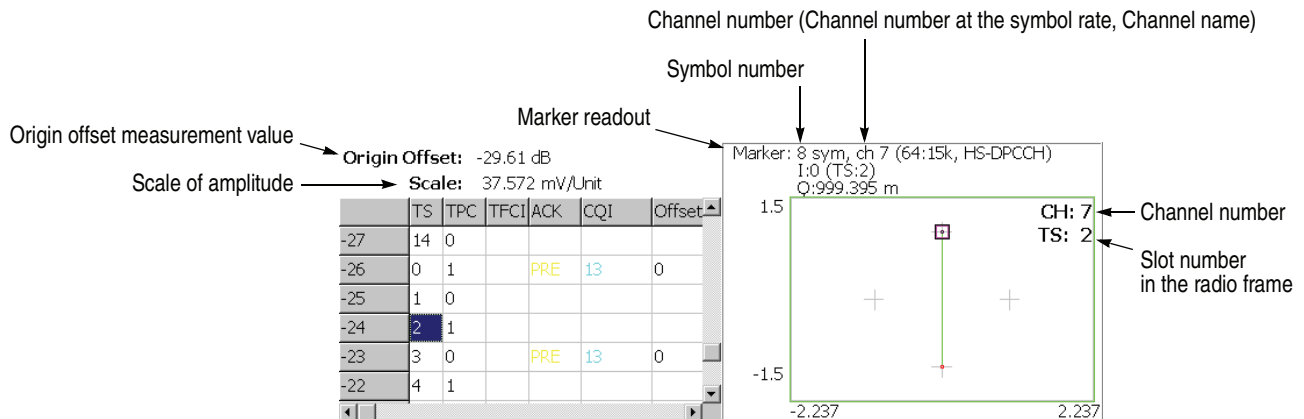 Channel number (Channel number at the symbol rate, Channel name)
Symbol number
Marker readout
Origin offset measurement value
Scale of amplitude
Origin Offset: -29.61 dB
Scale: 37.572 mV/Unit
TS TPC TFCI ACK CQI Offset
-27 14 0
-26 0 1 PRE 13 0
-25 1 0
-24 2 1
-23 3 0 PRE 13 0
-22 4 1
Marker: 8 sym, ch 7 (64:15k, HS-DPCCH)
I:0 (TS:2)
Q:999.395 m
1.5
CH: 7
TS: 2
-1.5
-2.237 2.237
Channel number
Slot number
in the radio frame